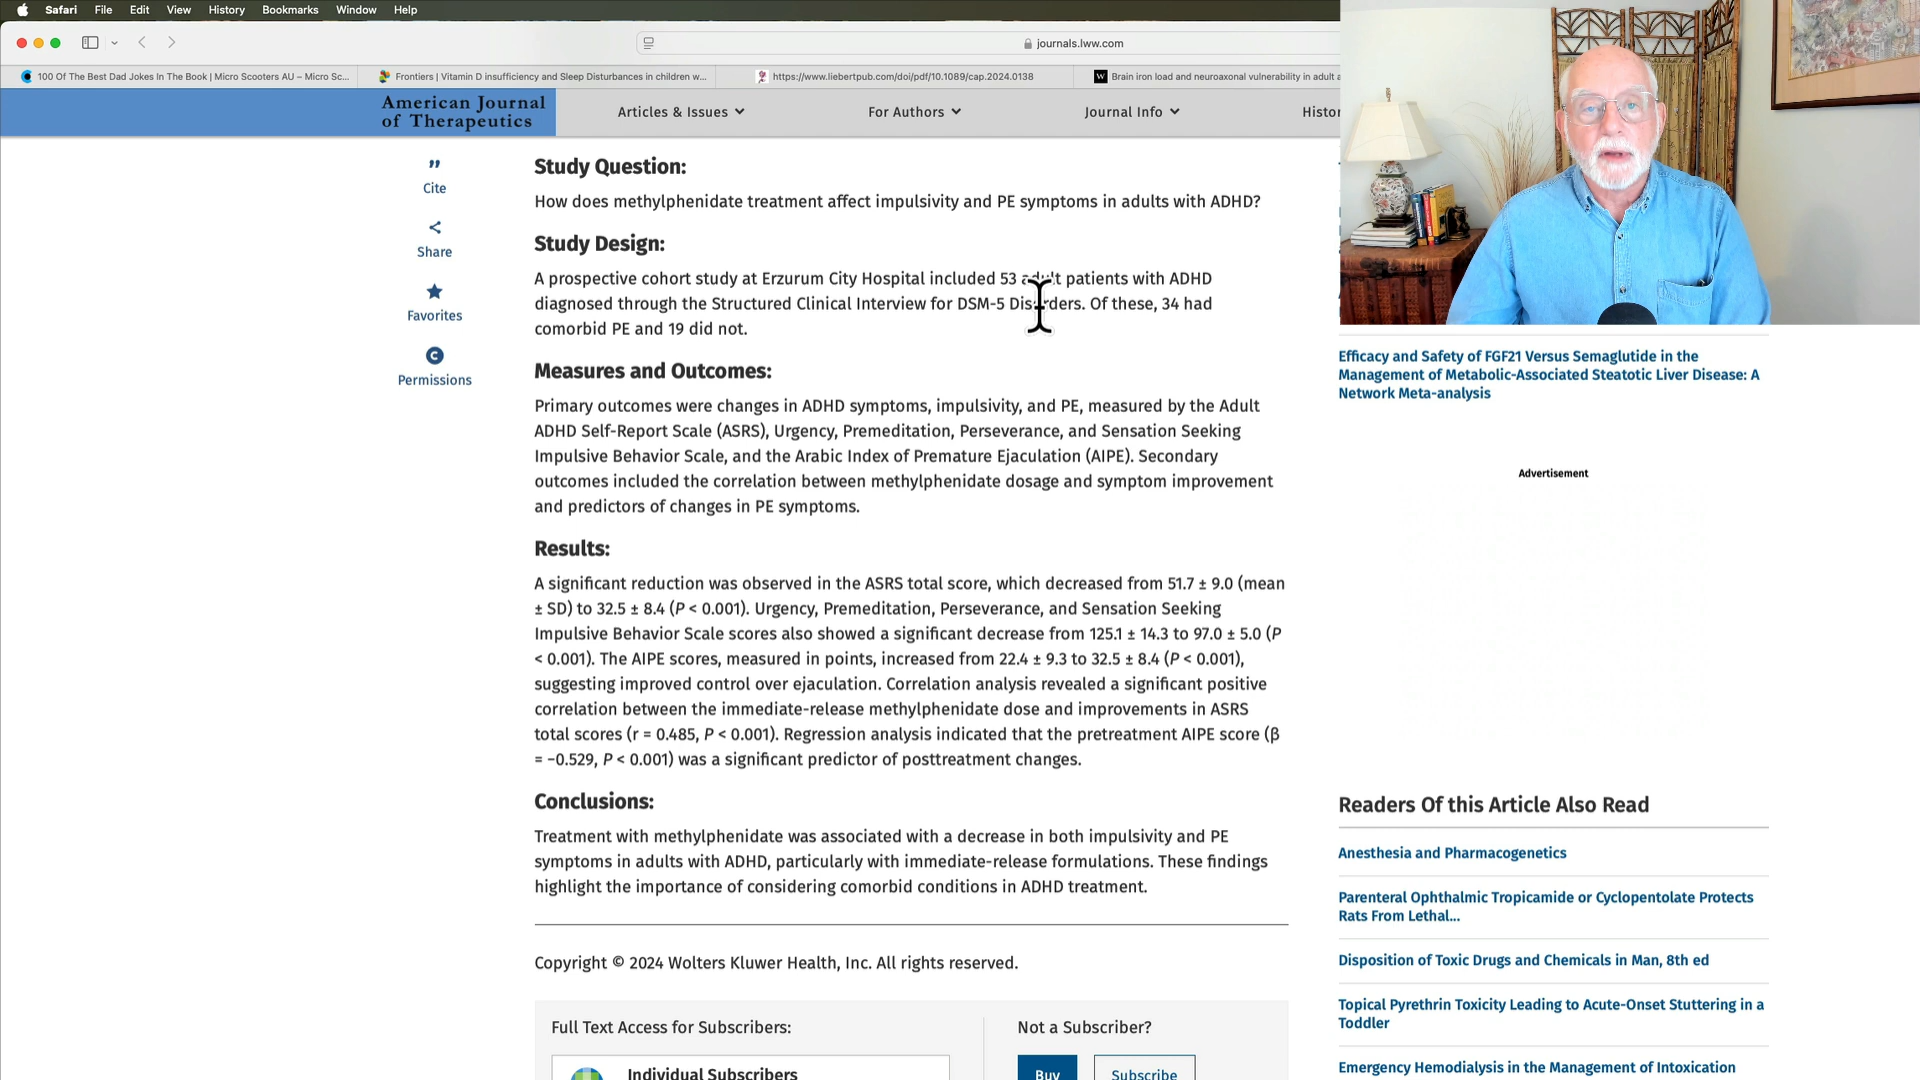 Safari File Edit View History Bookmarks Window Help
journals.lww.com
100 Of The Best Dad Jokes In The Book | Micro Scooters AU – Micro Sc...
Frontiers | Vitamin D insufficiency and Sleep Disturbances in children w...
https://www.liebertpub.com/doi/pdf/10.1089/cap.2024.0138
W Brain iron load and neuroaxonal vulnerability in adult a
American Journal
of Therapeutics
Articles & Issues
For Authors
Journal Info
Histor
Cite
Share
Favorites
Permissions
Study Question:
How does methylphenidate treatment affect impulsivity and PE symptoms in adults with ADHD?
Study Design:
A prospective cohort study at Erzurum City Hospital included 53 adult patients with ADHD
diagnosed through the Structured Clinical Interview for DSM-5 Disorders. Of these, 34 had
comorbid PE and 19 did not.
Measures and Outcomes:
Primary outcomes were changes in ADHD symptoms, impulsivity, and PE, measured by the Adult
ADHD Self-Report Scale (ASRS), Urgency, Premeditation, Perseverance, and Sensation Seeking
Impulsive Behavior Scale, and the Arabic Index of Premature Ejaculation (AIPE). Secondary
outcomes included the correlation between methylphenidate dosage and symptom improvement
and predictors of changes in PE symptoms.
Results:
A significant reduction was observed in the ASRS total score, which decreased from 51.7 ± 9.0 (mean
± SD) to 32.5 ± 8.4 (P < 0.001). Urgency, Premeditation, Perseverance, and Sensation Seeking
Impulsive Behavior Scale scores also showed a significant decrease from 125.1 ± 14.3 to 97.0 ± 5.0 (P
< 0.001). The AIPE scores, measured in points, increased from 22.4 ± 9.3 to 32.5 ± 8.4 (P < 0.001),
suggesting improved control over ejaculation. Correlation analysis revealed a significant positive
correlation between the immediate-release methylphenidate dose and improvements in ASRS
total scores (r = 0.485, P < 0.001). Regression analysis indicated that the pretreatment AIPE score (β
= −0.529, P < 0.001) was a significant predictor of posttreatment changes.
Conclusions:
Treatment with methylphenidate was associated with a decrease in both impulsivity and PE
symptoms in adults with ADHD, particularly with immediate-release formulations. These findings
highlight the importance of considering comorbid conditions in ADHD treatment.
Copyright © 2024 Wolters Kluwer Health, Inc. All rights reserved.
Full Text Access for Subscribers:
Individual Subscribers
Not a Subscriber?
Buy
Subscribe
Efficacy and Safety of FGF21 Versus Semaglutide in the
Management of Metabolic-Associated Steatotic Liver Disease: A
Network Meta-analysis
Advertisement
Readers Of this Article Also Read
Anesthesia and Pharmacogenetics
Parenteral Ophthalmic Tropicamide or Cyclopentolate Protects
Rats From Lethal...
Disposition of Toxic Drugs and Chemicals in Man, 8th ed
Topical Pyrethrin Toxicity Leading to Acute-Onset Stuttering in a
Toddler
Emergency Hemodialysis in the Management of Intoxication